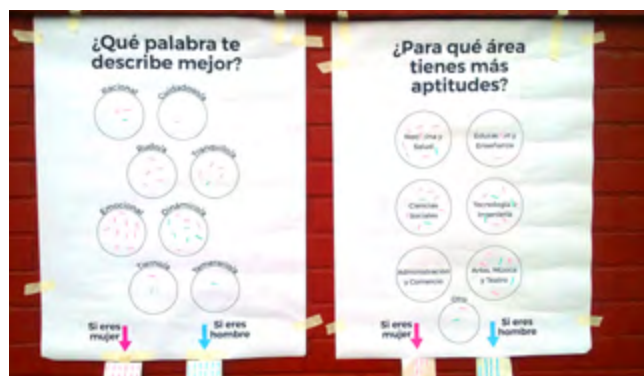 ¿Qué palabra te
describe mejor?
Racional
Cuidadoso/a
Rudo/a
Tranquilo/a
Emocional
Dinámico/a
Temerario/a
Si eres
mujer
Si eres
hombre
¿Para qué área
tienes más
aptitudes?
Medicina y
Salud
Educación y
Enseñanza
Ciencias
Sociales
Tecnología e
Ingeniería
Administración
y Comercio
Artes, Música
y Teatro
Otro
Si eres
mujer
Si eres
hombre